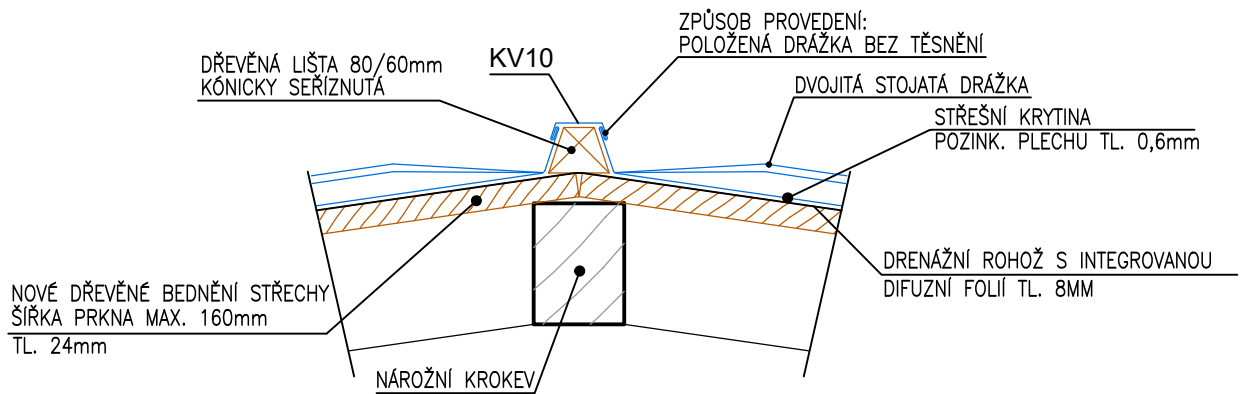 ZPŮSOB PROVEDENÍ:
POLOŽENÁ DRÁŽKA BEZ TĚSNĚNÍ
DŘEVĚNÁ LIŠTA 80/60mm
KÓNICKY SEŘÍZNUTÁ
KV10
DVOJITÁ STOJATÁ DRÁŽKA
STŘEŠNÍ KRYTINA
POZINK. PLECHU TL. 0,6mm
DRENÁŽNÍ ROHOŽ S INTEGROVANOU
DIFUZNÍ FOLIÍ TL. 8MM
NOVÉ DŘEVĚNÉ BEDNĚNÍ STŘECHY
ŠÍŘKA PRKNA MAX. 160mm
TL. 24mm
NÁROŽNÍ KROKEV